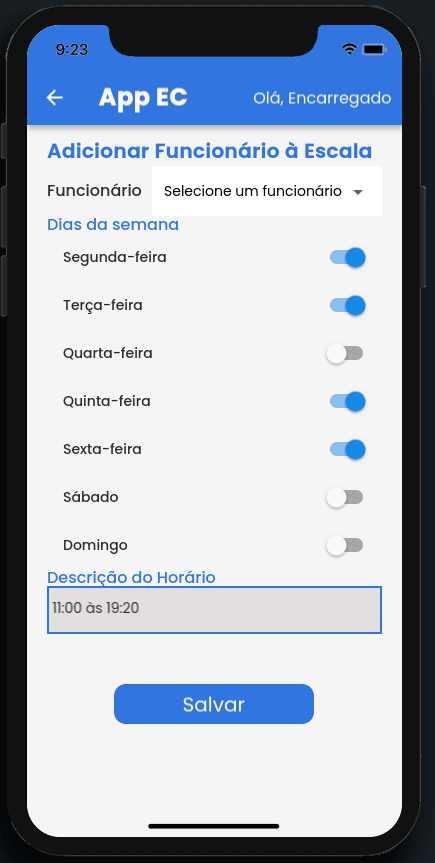 9:23
App EC
Olá, Encarregado
Adicionar Funcionário à Escala
Funcionário
Selecione um funcionário
Dias da semana
Segunda-feira
Terça-feira
Quarta-feira
Quinta-feira
Sexta-feira
Sábado
Domingo
Descrição do Horário
11:00 às 19:20
Salvar